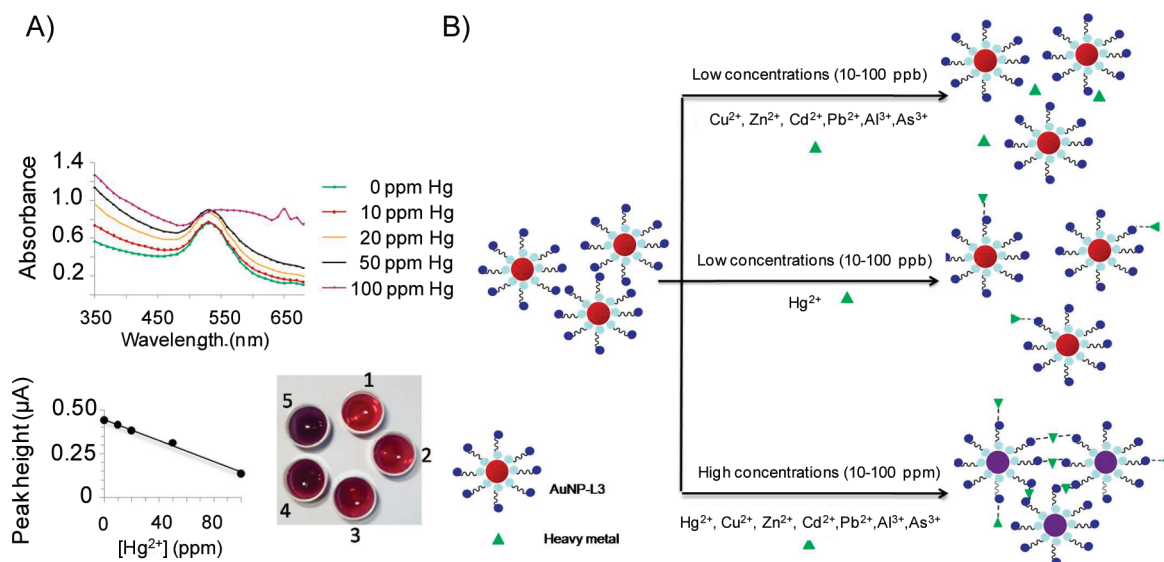 A)
B)
Absorbance
1.4
1.0
0.6
0.2
350
450
550
650
Wavelength.(nm)
0 ppm Hg
10 ppm Hg
20 ppm Hg
50 ppm Hg
100 ppm Hg
Peak height (µA)
0.50
0.25
0
0
40
80
[Hg²⁺] (ppm)
1
2
3
4
5
Low concentrations (10-100 ppb)
Cu²⁺, Zn²⁺, Cd²⁺,Pb²⁺,Al³⁺,As³⁺
Low concentrations (10-100 ppb)
Hg²⁺
High concentrations (10-100 ppm)
Hg²⁺, Cu²⁺, Zn²⁺, Cd²⁺,Pb²⁺,Al³⁺,As³⁺
AuNP-L3
Heavy metal